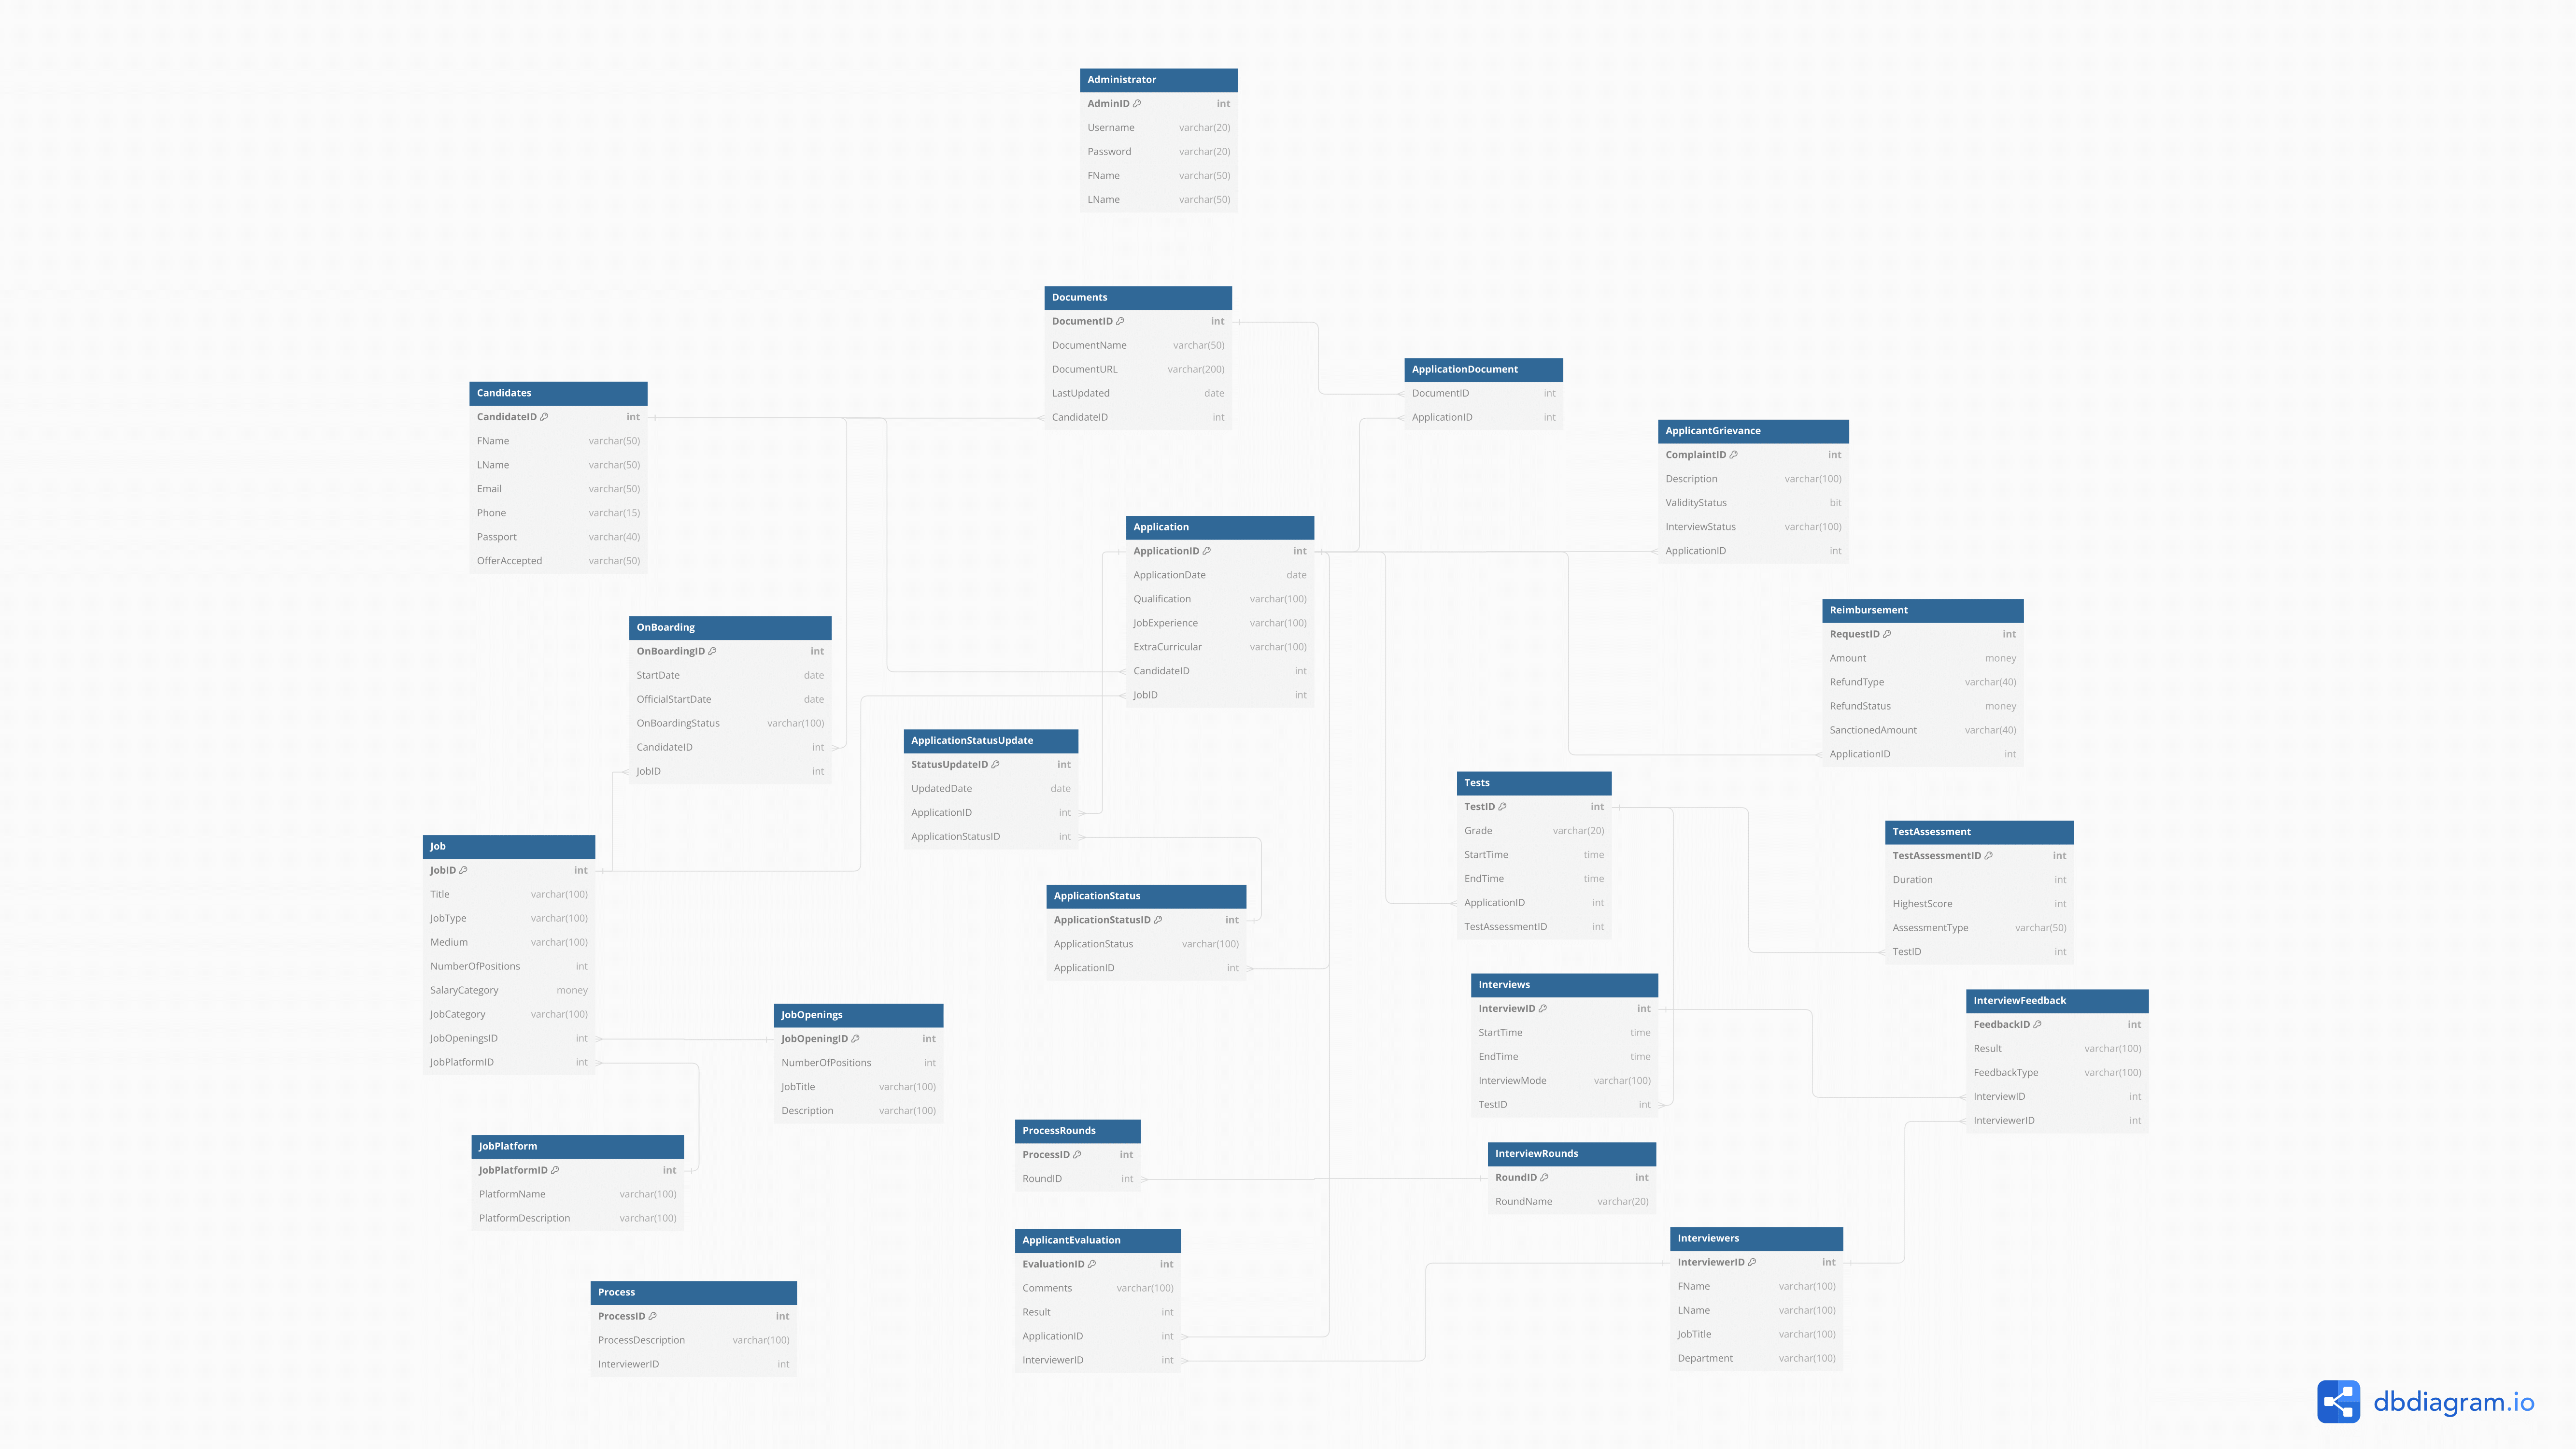 Administrator
AdminID int
Username varchar(20)
Password varchar(20)
FName varchar(50)
LName varchar(50)
Documents
DocumentID int
DocumentName varchar(50)
DocumentURL varchar(200)
LastUpdated date
CandidateID int
ApplicationDocument
DocumentID int
ApplicationID int
Candidates
CandidateID int
FName varchar(50)
LName varchar(50)
Email varchar(50)
Phone varchar(15)
Passport varchar(40)
OfferAccepted varchar(50)
ApplicantGrievance
ComplaintID int
Description varchar(100)
ValidityStatus bit
InterviewStatus varchar(100)
ApplicationID int
Application
ApplicationID int
ApplicationDate date
Qualification varchar(100)
JobExperience varchar(100)
ExtraCurricular varchar(100)
CandidateID int
JobID int
Reimbursement
RequestID int
Amount money
RefundType varchar(40)
RefundStatus money
SanctionedAmount varchar(40)
ApplicationID int
OnBoarding
OnBoardingID int
StartDate date
OfficialStartDate date
OnBoardingStatus varchar(100)
CandidateID int
JobID int
ApplicationStatusUpdate
StatusUpdateID int
UpdatedDate date
ApplicationID int
ApplicationStatusID int
Tests
TestID int
Grade varchar(20)
StartTime time
EndTime time
ApplicationID int
TestAssessmentID int
TestAssessment
TestAssessmentID int
Duration int
HighestScore int
AssessmentType varchar(50)
TestID int
Job
JobID int
Title varchar(100)
JobType varchar(100)
Medium varchar(100)
NumberOfPositions int
SalaryCategory money
JobCategory varchar(100)
JobOpeningsID int
JobPlatformID int
ApplicationStatus
ApplicationStatusID int
ApplicationStatus varchar(100)
ApplicationID int
Interviews
InterviewID int
StartTime time
EndTime time
InterviewMode varchar(100)
TestID int
InterviewFeedback
FeedbackID int
Result varchar(100)
FeedbackType varchar(100)
InterviewID int
InterviewerID int
JobOpenings
JobOpeningID int
NumberOfPositions int
JobTitle varchar(100)
Description varchar(100)
ProcessRounds
ProcessID int
RoundID int
JobPlatform
JobPlatformID int
PlatformName varchar(100)
PlatformDescription varchar(100)
InterviewRounds
RoundID int
RoundName varchar(20)
ApplicantEvaluation
EvaluationID int
Comments varchar(100)
Result int
ApplicationID int
InterviewerID int
Interviewers
InterviewerID int
FName varchar(100)
LName varchar(100)
JobTitle varchar(100)
Department varchar(100)
Process
ProcessID int
ProcessDescription varchar(100)
InterviewerID int
dbdiagram.io